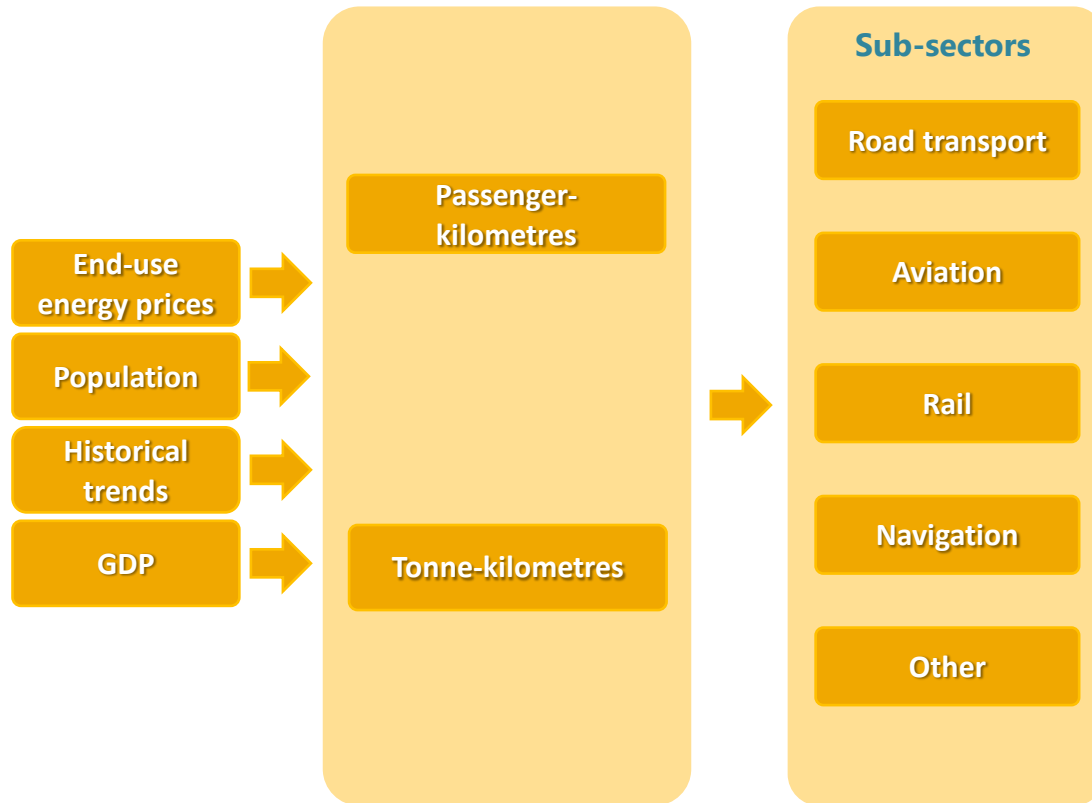 End-use
energy prices
Population
Historical
trends
GDP
Passenger-
kilometres
Tonne-kilometres
Sub-sectors
Road transport
Aviation
Rail
Navigation
Other